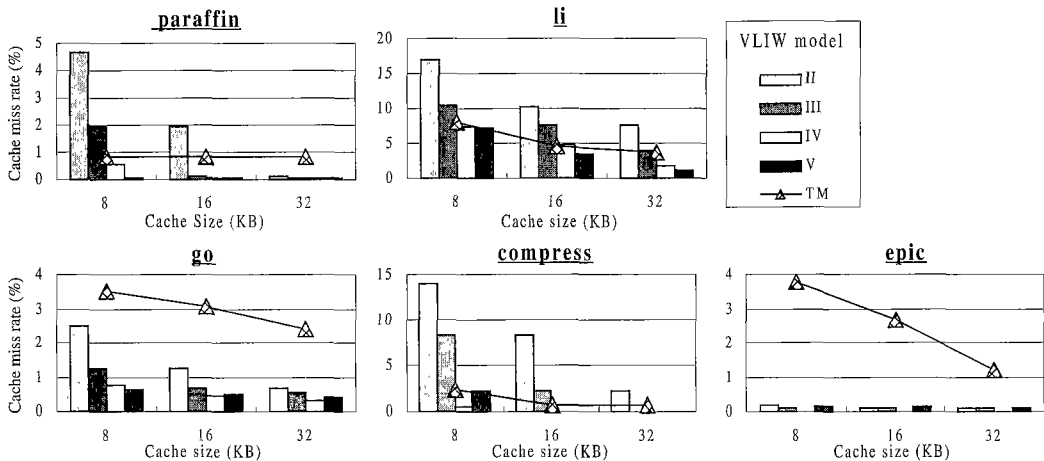 paraffin
Cache miss rate (%)
5
4
3
2
1
0
8 16 32
Cache Size (KB)
li
20
15
10
5
0
8 16 32
Cache size (KB)
VLIW model
II
III
IV
V
TM
go
Cache miss rate (%)
4
3
2
1
0
8 16 32
Cache size (KB)
compress
15
10
5
0
8 16 32
Cache size (KB)
epic
4
3
2
1
0
8 16 32
Cache size (KB)